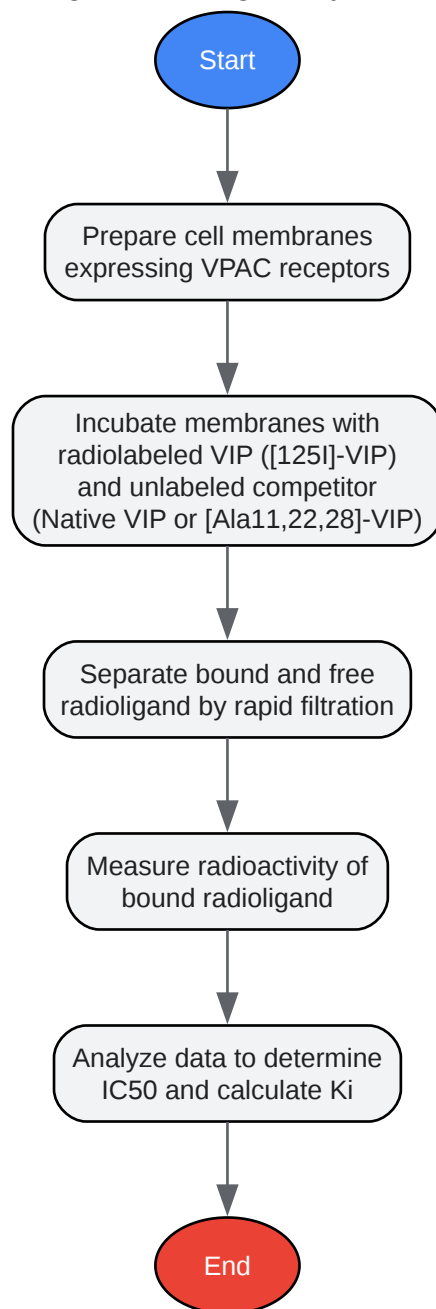 Start
Prepare cell membranes
expressing VPAC receptors
Incubate membranes with
radiolabeled VIP ([125I]-VIP)
and unlabeled competitor
(Native VIP or [Ala11,22,28]-VIP)
Separate bound and free
radioligand by rapid filtration
Measure radioactivity of
bound radioligand
Analyze data to determine
IC50 and calculate Ki
End